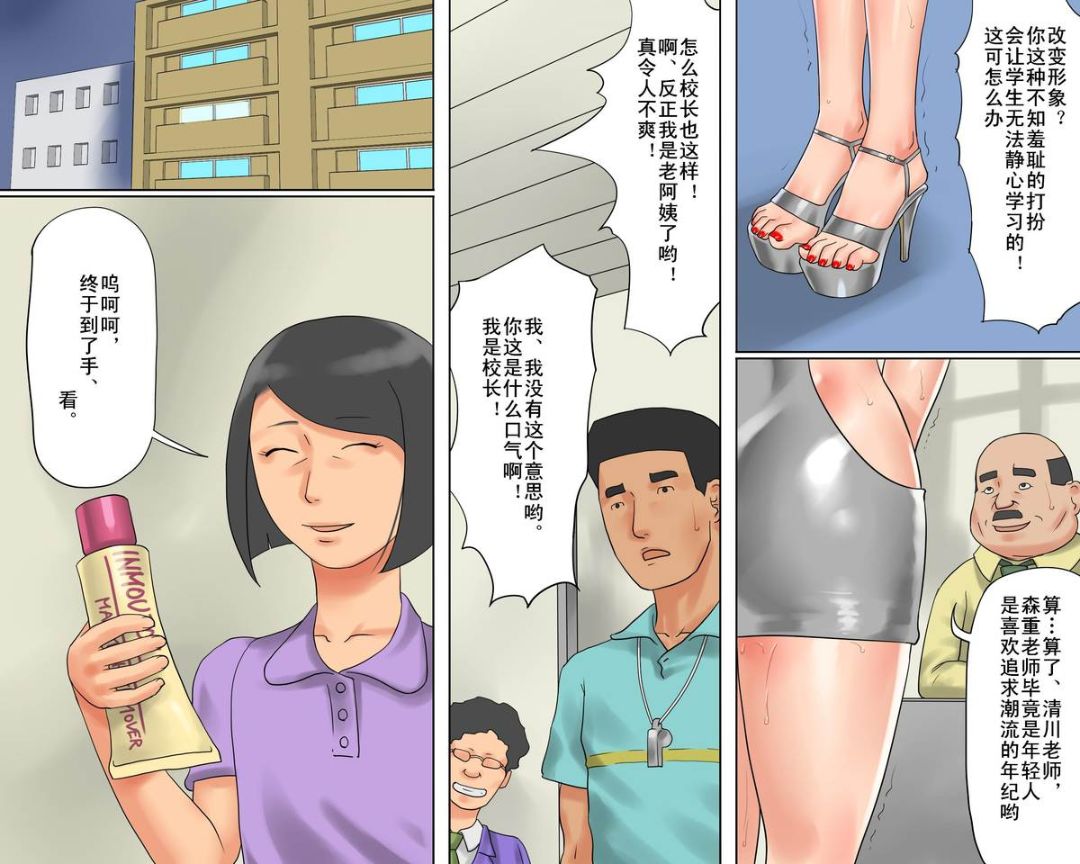 改变形象？
你这种不知羞耻的打扮
会让学生无法静心学习的！
这可怎么办
算…算了、清川老师，
森重老师毕竟是年轻人
是喜欢追求潮流的年纪哟
怎么校长也这样！
啊、反正我是老阿姨了哟！
真令人不爽！
我、我没有这个意思哟。
你这是什么口气啊！
我是校长！
呜呵呵，
终于到了手、
看。
INMOU
MOVER